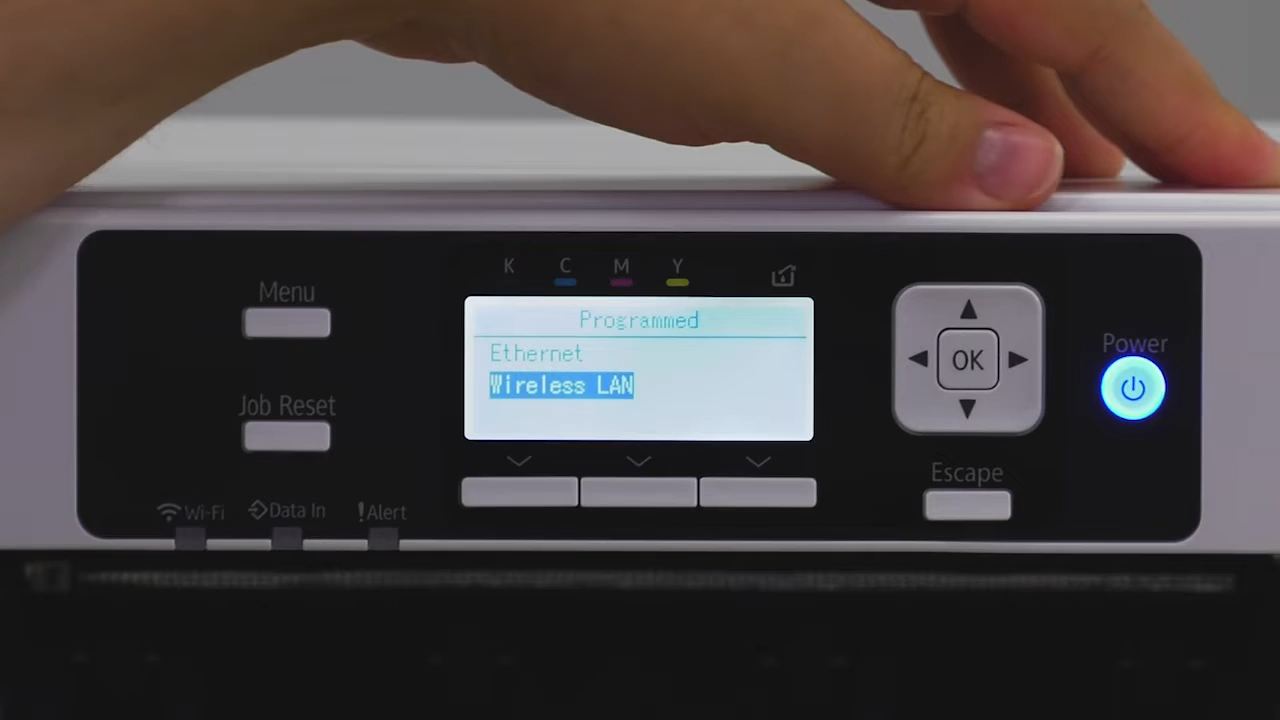 K C M Y
Menu
Programmed
Ethernet
Wireless LAN
OK
Power
Job Reset
Escape
Wi-Fi Data In !Alert